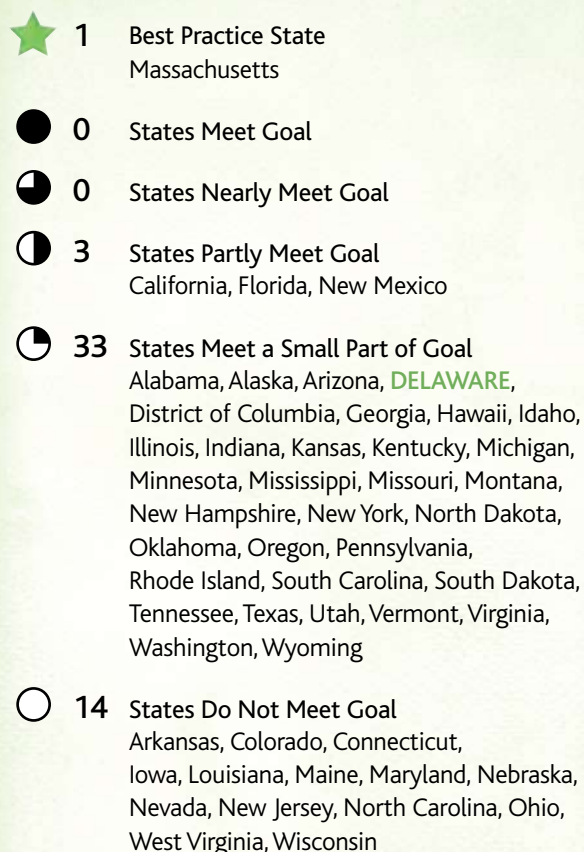 1 Best Practice State
Massachusetts
0 States Meet Goal
0 States Nearly Meet Goal
3 States Partly Meet Goal
California, Florida, New Mexico
33 States Meet a Small Part of Goal
Alabama, Alaska, Arizona, DELAWARE,
District of Columbia, Georgia, Hawaii, Idaho,
Illinois, Indiana, Kansas, Kentucky, Michigan,
Minnesota, Mississippi, Missouri, Montana,
New Hampshire, New York, North Dakota,
Oklahoma, Oregon, Pennsylvania,
Rhode Island, South Carolina, South Dakota,
Tennessee, Texas, Utah, Vermont, Virginia,
Washington, Wyoming
14 States Do Not Meet Goal
Arkansas, Colorado, Connecticut,
Iowa, Louisiana, Maine, Maryland, Nebraska,
Nevada, New Jersey, North Carolina, Ohio,
West Virginia, Wisconsin